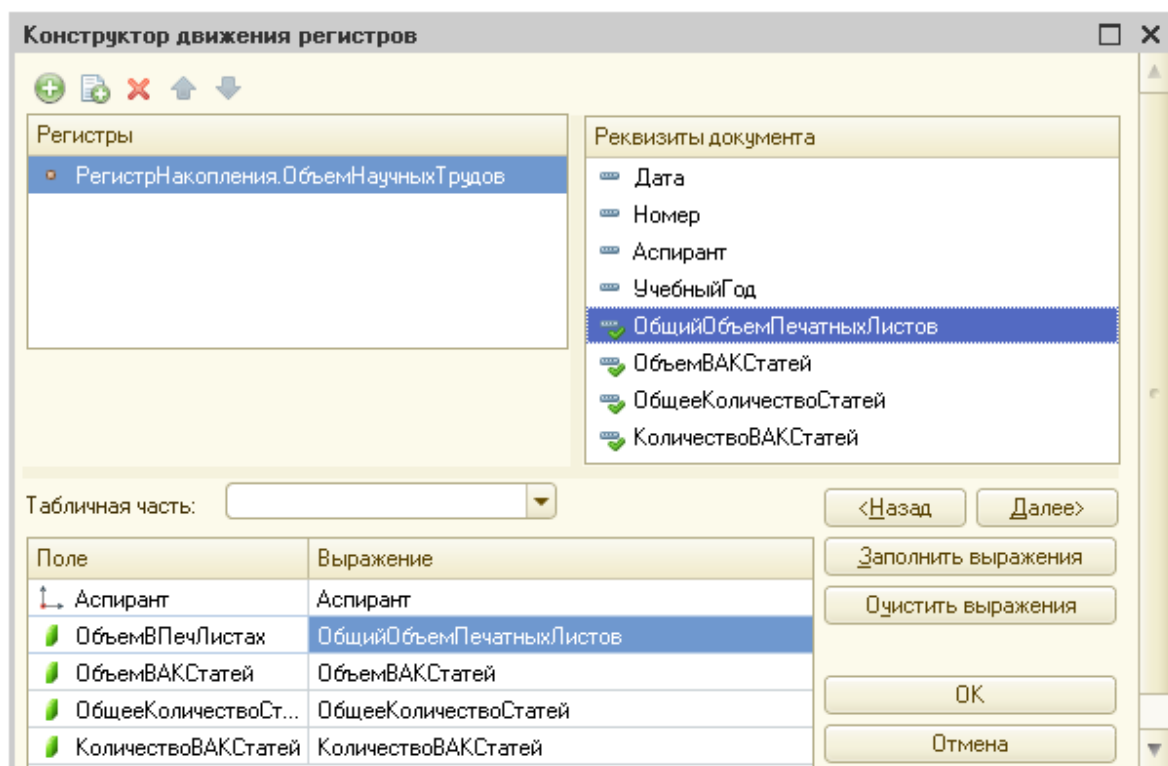 Конструктор движения регистров
Регистры
РегистрНакопления.ОбъемНаучныхТрудов
Реквизиты документа
Дата
Номер
Аспирант
УчебныйГод
ОбщийОбъемПечатныхЛистов
ОбъемВАКСтатей
ОбщееКоличествоСтатей
КоличествоВАКСтатей
Табличная часть:
<Назад Далее>
Поле Выражение
Заполнить выражения
Аспирант Аспирант
Очистить выражения
ОбъемВПечЛистах ОбщийОбъемПечатныхЛистов
ОбъемВАКСтатей ОбъемВАКСтатей
ОбщееКоличествоСт... ОбщееКоличествоСтатей
OK
КоличествоВАКСтатей КоличествоВАКСтатей
Отмена